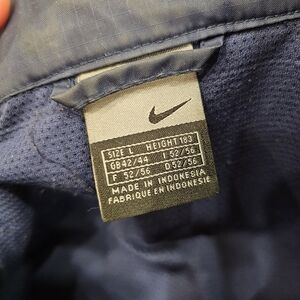 SIZE L HEIGHT 183
GB 42/44 I 52/56
F 52/56 D 52/56
MADE IN INDONESIA
FABRIQUE EN INDONESIE